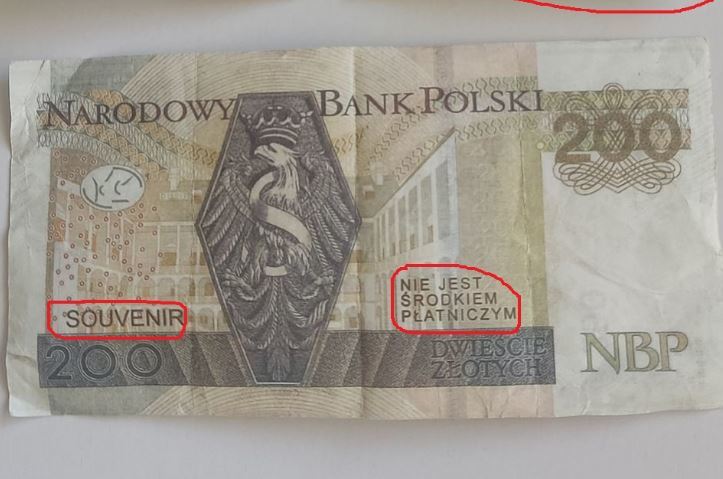 NARODOWY BANK POLSKI
200
SOUVENIR
NIE JEST
ŚRODKIEM
PŁATNICZYM
200
DWIEŚCIE
ZŁOTYCH
NBP